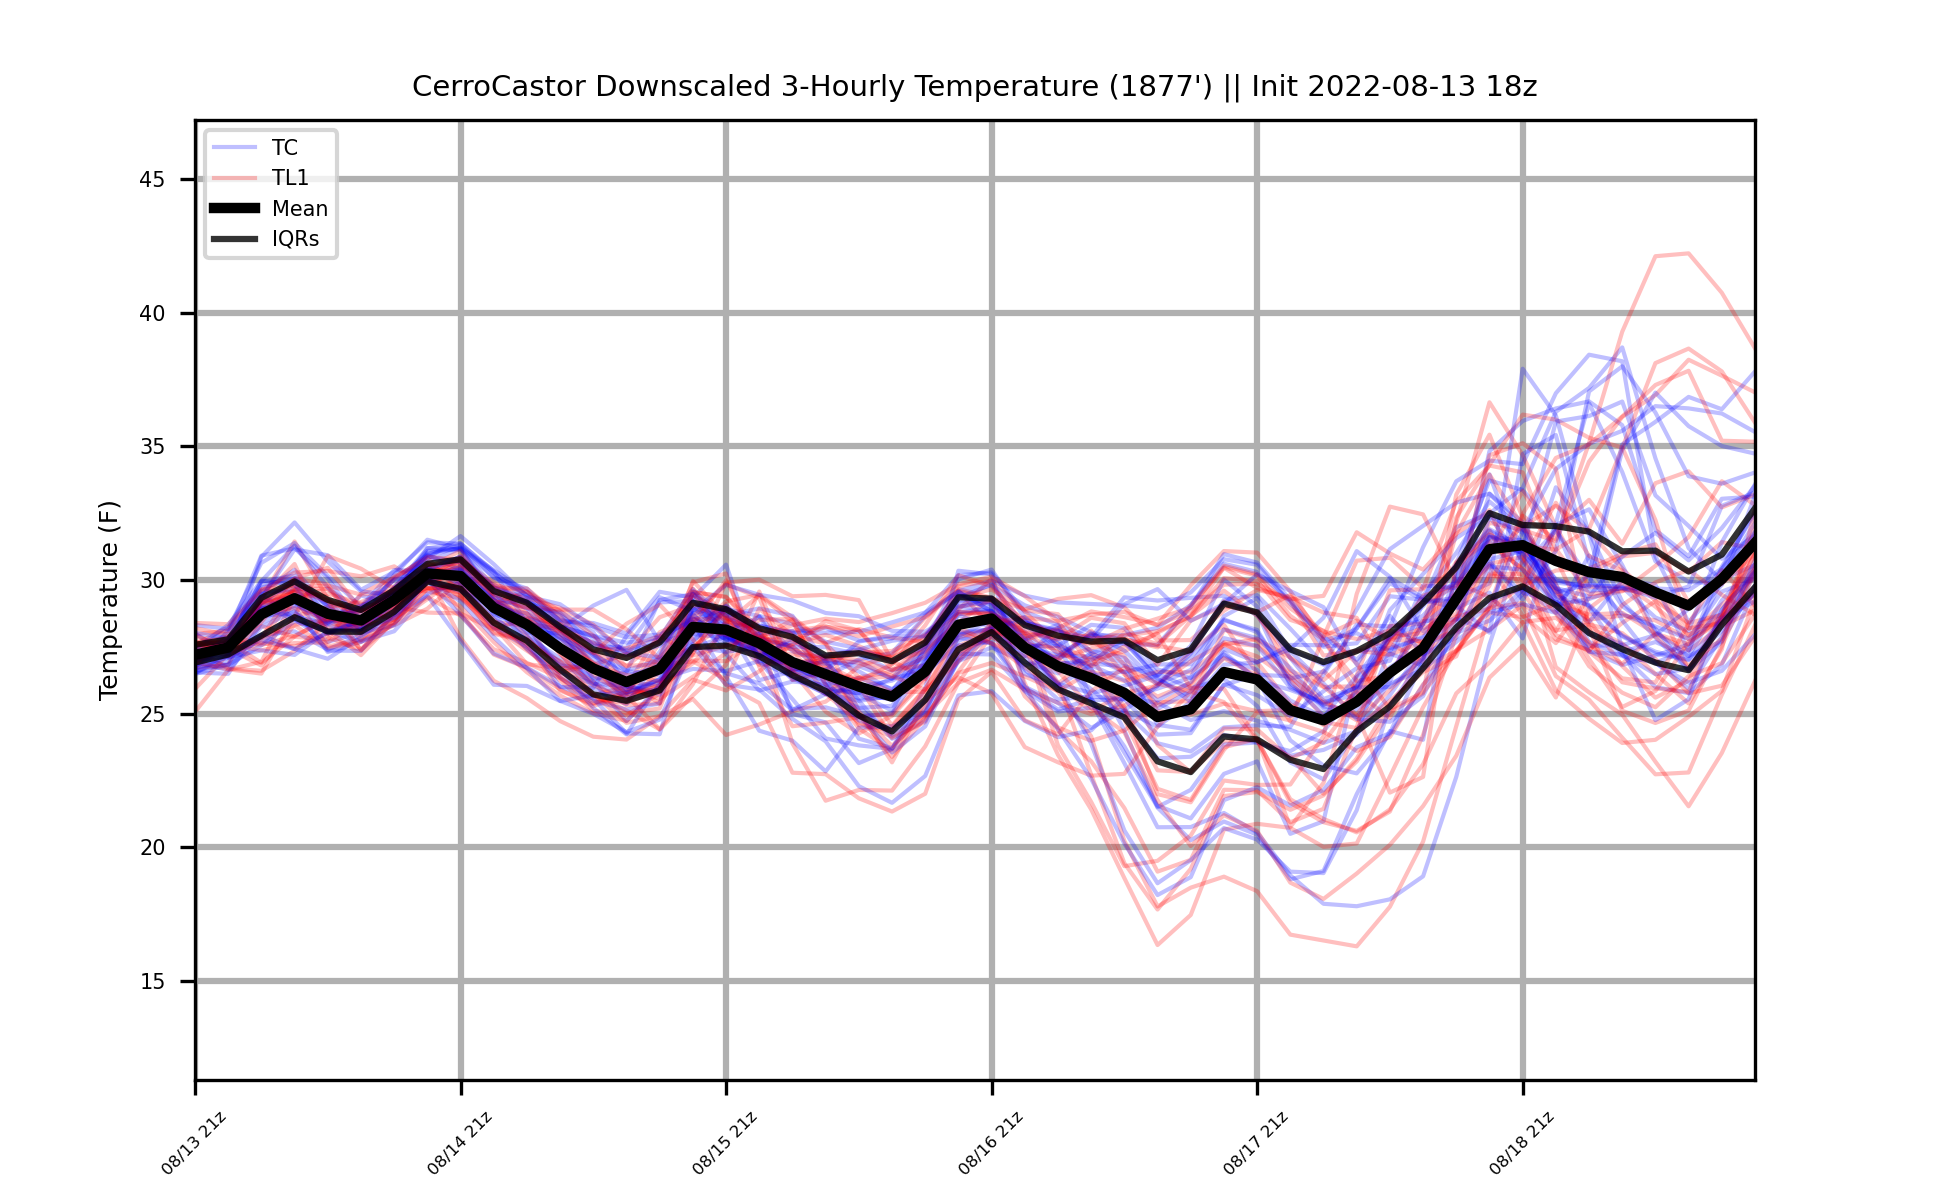 CerroCastor Downscaled 3-Hourly Temperature (1877') || Init 2022-08-13 18z
TC
TL1
Mean
IQRs
Temperature (F)
45
40
35
30
25
20
15
08/13 21z
08/14 21z
08/15 21z
08/16 21z
08/17 21z
08/18 21z